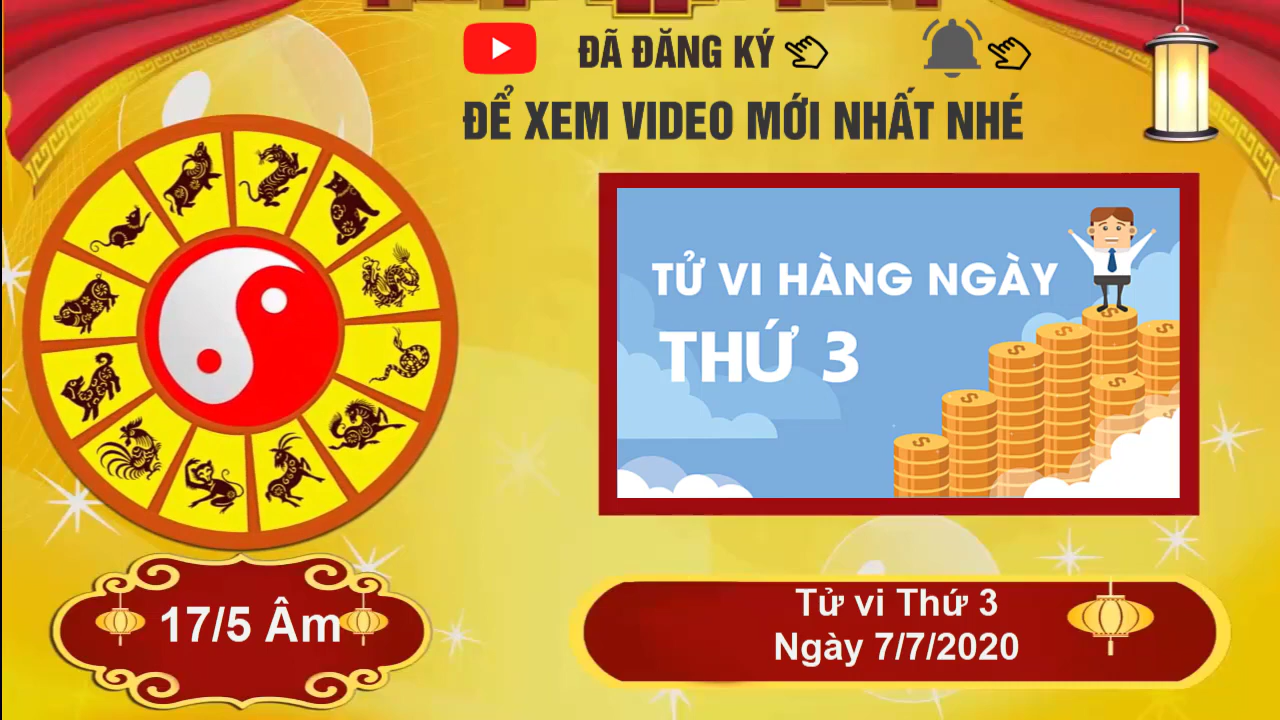 ĐÃ ĐĂNG KÝ
ĐỂ XEM VIDEO MỚI NHẤT NHÉ
TỬ VI HÀNG NGÀY
THỨ 3
17/5 Âm
Tử vi Thứ 3
Ngày 7/7/2020